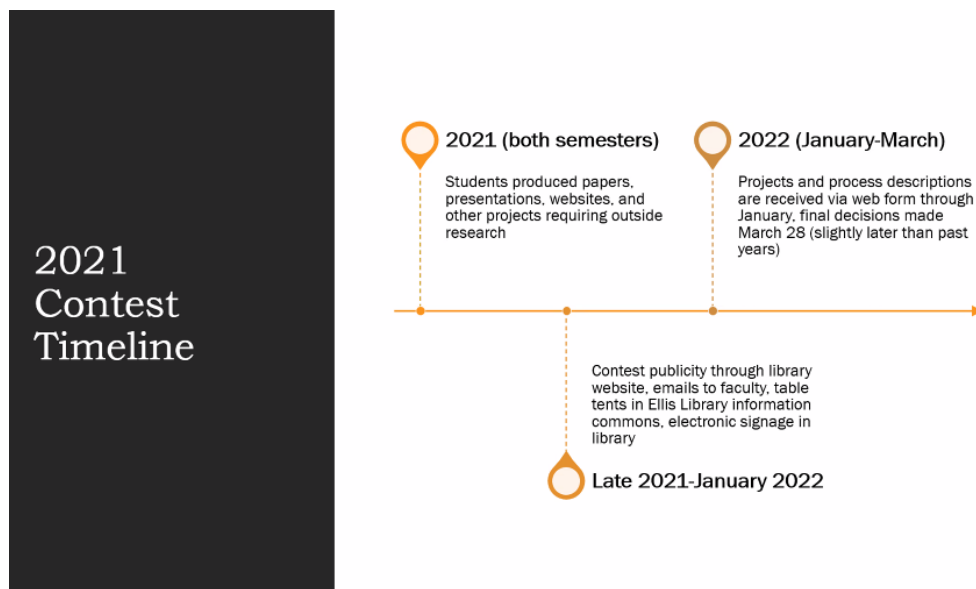 2021
Contest
Timeline
2021 (both semesters)
Students produced papers,
presentations, websites, and
other projects requiring outside
research
Contest publicity through library
website, emails to faculty, table
tents in Ellis Library information
commons, electronic signage in
library
Late 2021-January 2022
2022 (January-March)
Projects and process descriptions
are received via web form through
January, final decisions made
March 28 (slightly later than past
years)